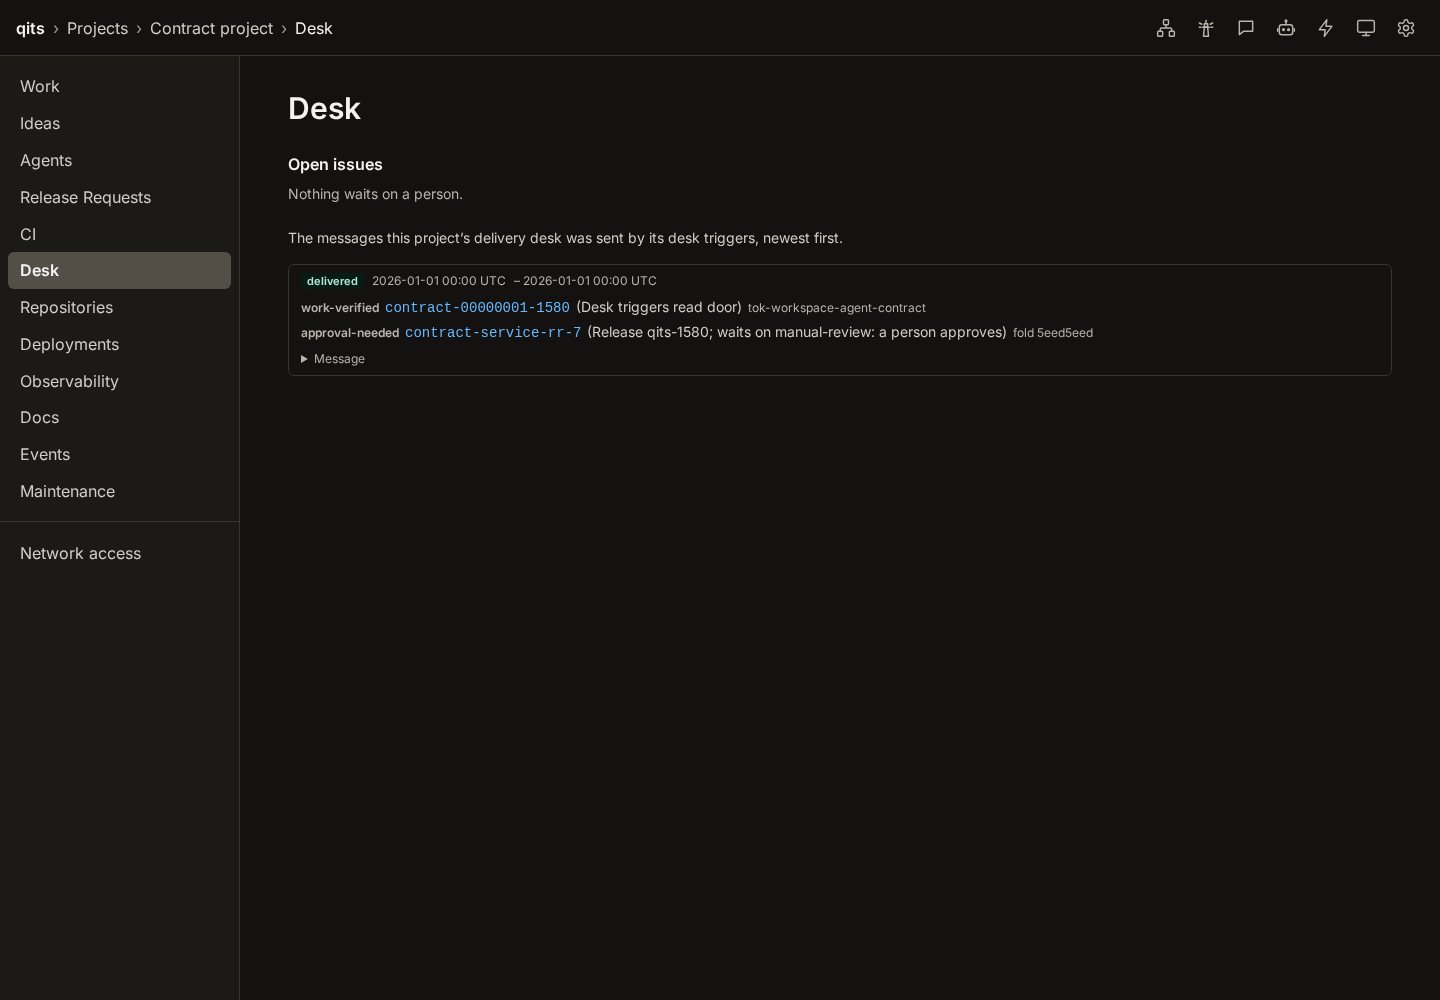 qits › Projects › Contract project › Desk
Work
Ideas
Agents
Release Requests
CI
Desk
Repositories
Deployments
Observability
Docs
Events
Maintenance
Network access
Desk
Open issues
Nothing waits on a person.
The messages this project’s delivery desk was sent by its desk triggers, newest first.
delivered 2026-01-01 00:00 UTC – 2026-01-01 00:00 UTC
work-verified contract-00000001-1580 (Desk triggers read door) tok-workspace-agent-contract
approval-needed contract-service-rr-7 (Release qits-1580; waits on manual-review: a person approves) fold 5eed5eed
Message